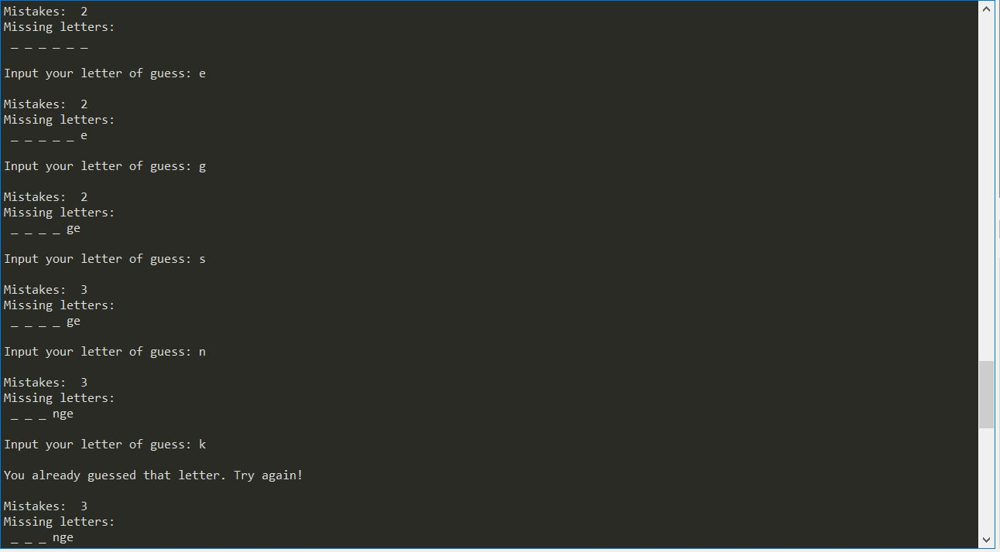 Mistakes:  2
Missing letters:
 _ _ _ _ _ _
Input your letter of guess: e
Mistakes:  2
Missing letters:
 _ _ _ _ _ e
Input your letter of guess: g
Mistakes:  2
Missing letters:
 _ _ _ _ ge
Input your letter of guess: s
Mistakes:  3
Missing letters:
 _ _ _ _ ge
Input your letter of guess: n
Mistakes:  3
Missing letters:
 _ _ _ nge
Input your letter of guess: k
You already guessed that letter. Try again!
Mistakes:  3
Missing letters:
 _ _ _ nge